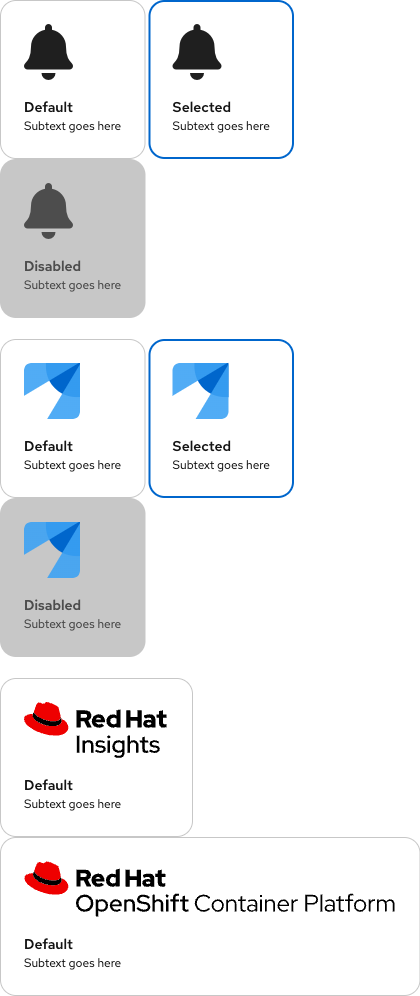 Default
Subtext goes here
Selected
Subtext goes here
Disabled
Subtext goes here
Default
Subtext goes here
Selected
Subtext goes here
Disabled
Subtext goes here
Red Hat
Insights
Default
Subtext goes here
Red Hat
OpenShift Container Platform
Default
Subtext goes here